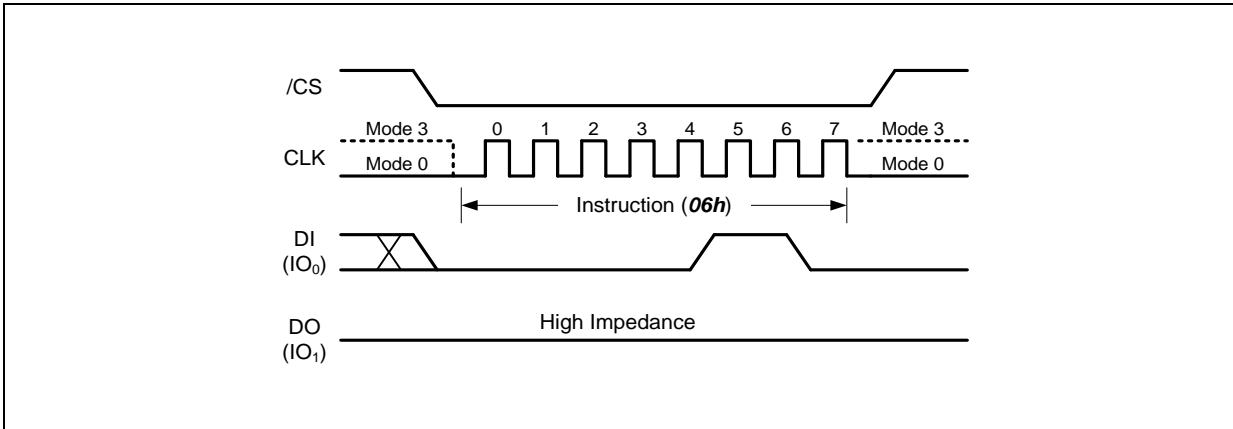 /CS
Mode 3 0 1 2 3 4 5 6 7 Mode 3
CLK
Mode 0 Mode 0
Instruction (06h)
DI
(IO₀)
High Impedance
DO
(IO₁)